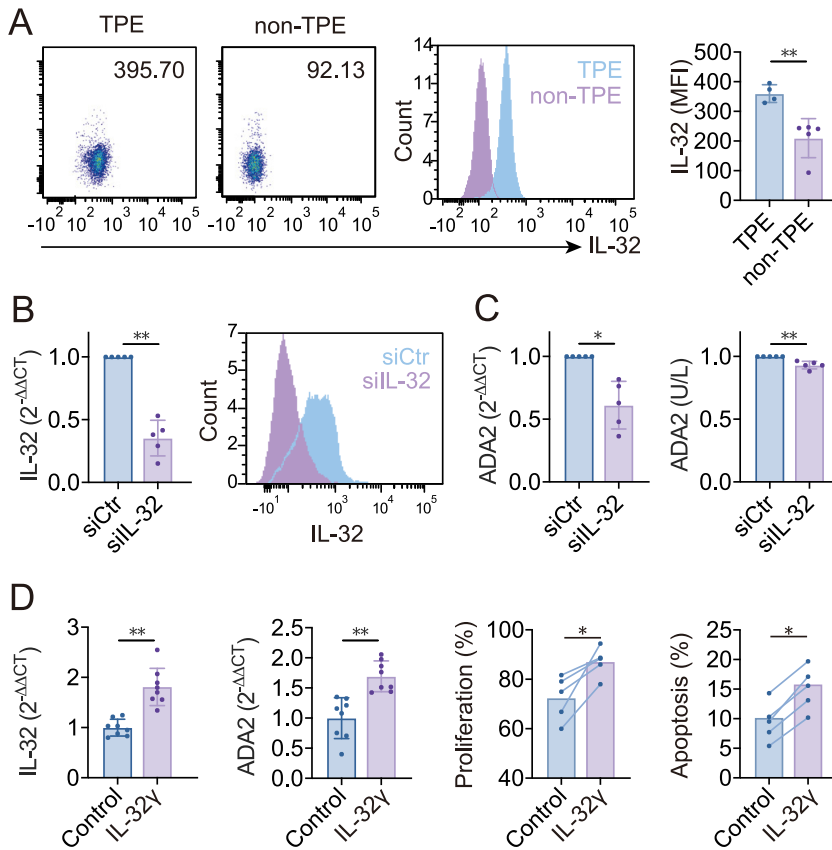 A
TPE
non-TPE
395.70
92.13
-10 2 10 2 10 3 10 4 10 5
-10 2 10 2 10 3 10 4 10 5
IL-32
Count
14
11
7
4
0
TPE
non-TPE
-10 2 10 2 10 3 10 4 10 5
IL-32 (MFI)
500
400
300
200
100
0
**
TPE
non-TPE
B
IL-32 (2-ΔΔCT)
1.0
0.5
0.0
**
siCtr
siIL-32
Count
7
5
4
2
0
siCtr
siIL-32
-10 1 10 3 10 4 10 5
IL-32
C
ADA2 (2-ΔΔCT)
1.0
0.5
0.0
*
siCtr
siIL-32
ADA2 (U/L)
1.0
0.5
0.0
**
siCtr
siIL-32
D
IL-32 (2-ΔΔCT)
3
2
1
0
**
Control
IL-32γ
ADA2 (2-ΔΔCT)
2.5
2.0
1.5
1.0
0.5
0.0
**
Control
IL-32γ
Proliferation (%)
100
80
60
40
*
Control
IL-32γ
Apoptosis (%)
25
20
15
10
5
0
*
Control
IL-32γ